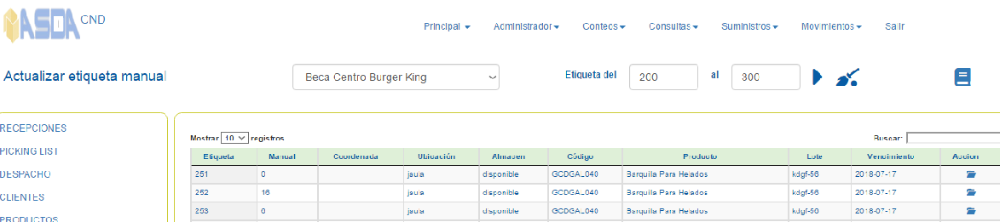 ASDA CND
Principal Administrador Conteos Consultas Suministros Movimientos Salir
Actualizar etiqueta manual
Beca Centro Burger King
Etiqueta del 200 al 300
RECEPCIONES
PICKING LIST
DESPACHO
CLIENTES
PRODUCTOS
Mostrar 10 registros
Buscar:
Etiqueta Manual Coordenada Ubicación Almacen Código Producto Lote Vencimiento Accion
251 0 jaula disponible GCDGAL040 Barquilla Para Helados kdgf-56 2018-07-17
252 16 jaula disponible GCDGAL040 Barquilla Para Helados kdgf-56 2018-07-17
253 0 jaula disponible GCDGAL040 Barquilla Para Helados kdgf-56 2018-07-17